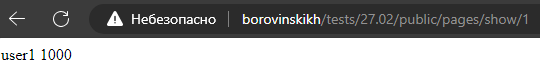 Небезопасно borovinskikh/tests/27.02/public/pages/show/1
user1 1000